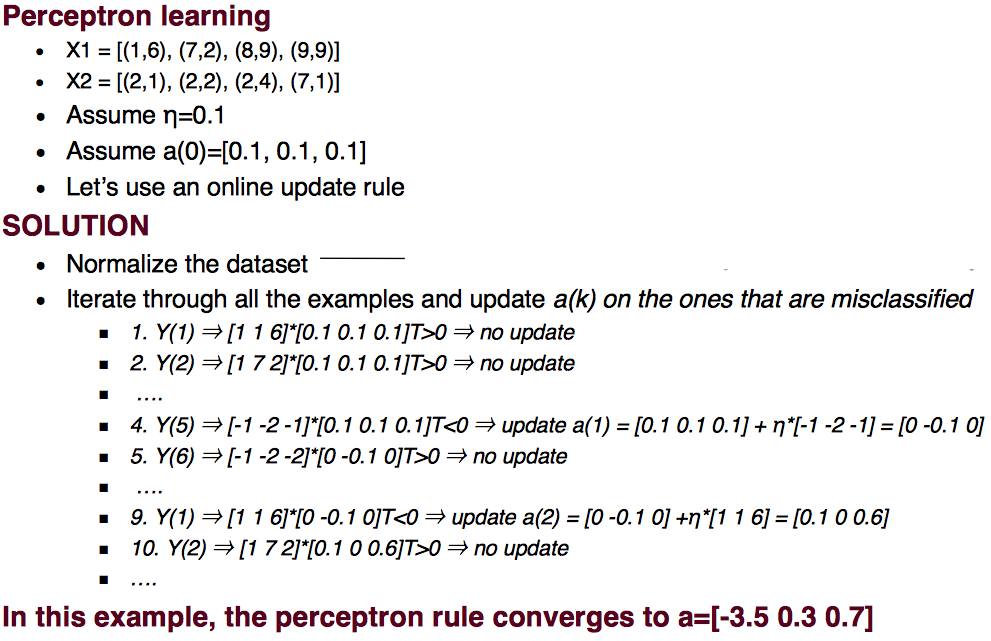 Perceptron learning
• X1 = [(1,6), (7,2), (8,9), (9,9)]
• X2 = [(2,1), (2,2), (2,4), (7,1)]
• Assume η=0.1
• Assume a(0)=[0.1, 0.1, 0.1]
• Let's use an online update rule
SOLUTION
• Normalize the dataset
• Iterate through all the examples and update a(k) on the ones that are misclassified
▪ 1. Y(1) ⇒ [1 1 6]*[0.1 0.1 0.1]T>0 ⇒ no update
▪ 2. Y(2) ⇒ [1 7 2]*[0.1 0.1 0.1]T>0 ⇒ no update
▪ ....
▪ 4. Y(5) ⇒ [-1 -2 -1]*[0.1 0.1 0.1]T<0 ⇒ update a(1) = [0.1 0.1 0.1] + η*[-1 -2 -1] = [0 -0.1 0]
▪ 5. Y(6) ⇒ [-1 -2 -2]*[0 -0.1 0]T>0 ⇒ no update
▪ ....
▪ 9. Y(1) ⇒ [1 1 6]*[0 -0.1 0]T<0 ⇒ update a(2) = [0 -0.1 0] +η*[1 1 6] = [0.1 0 0.6]
▪ 10. Y(2) ⇒ [1 7 2]*[0.1 0 0.6]T>0 ⇒ no update
▪ ....
In this example, the perceptron rule converges to a=[-3.5 0.3 0.7]